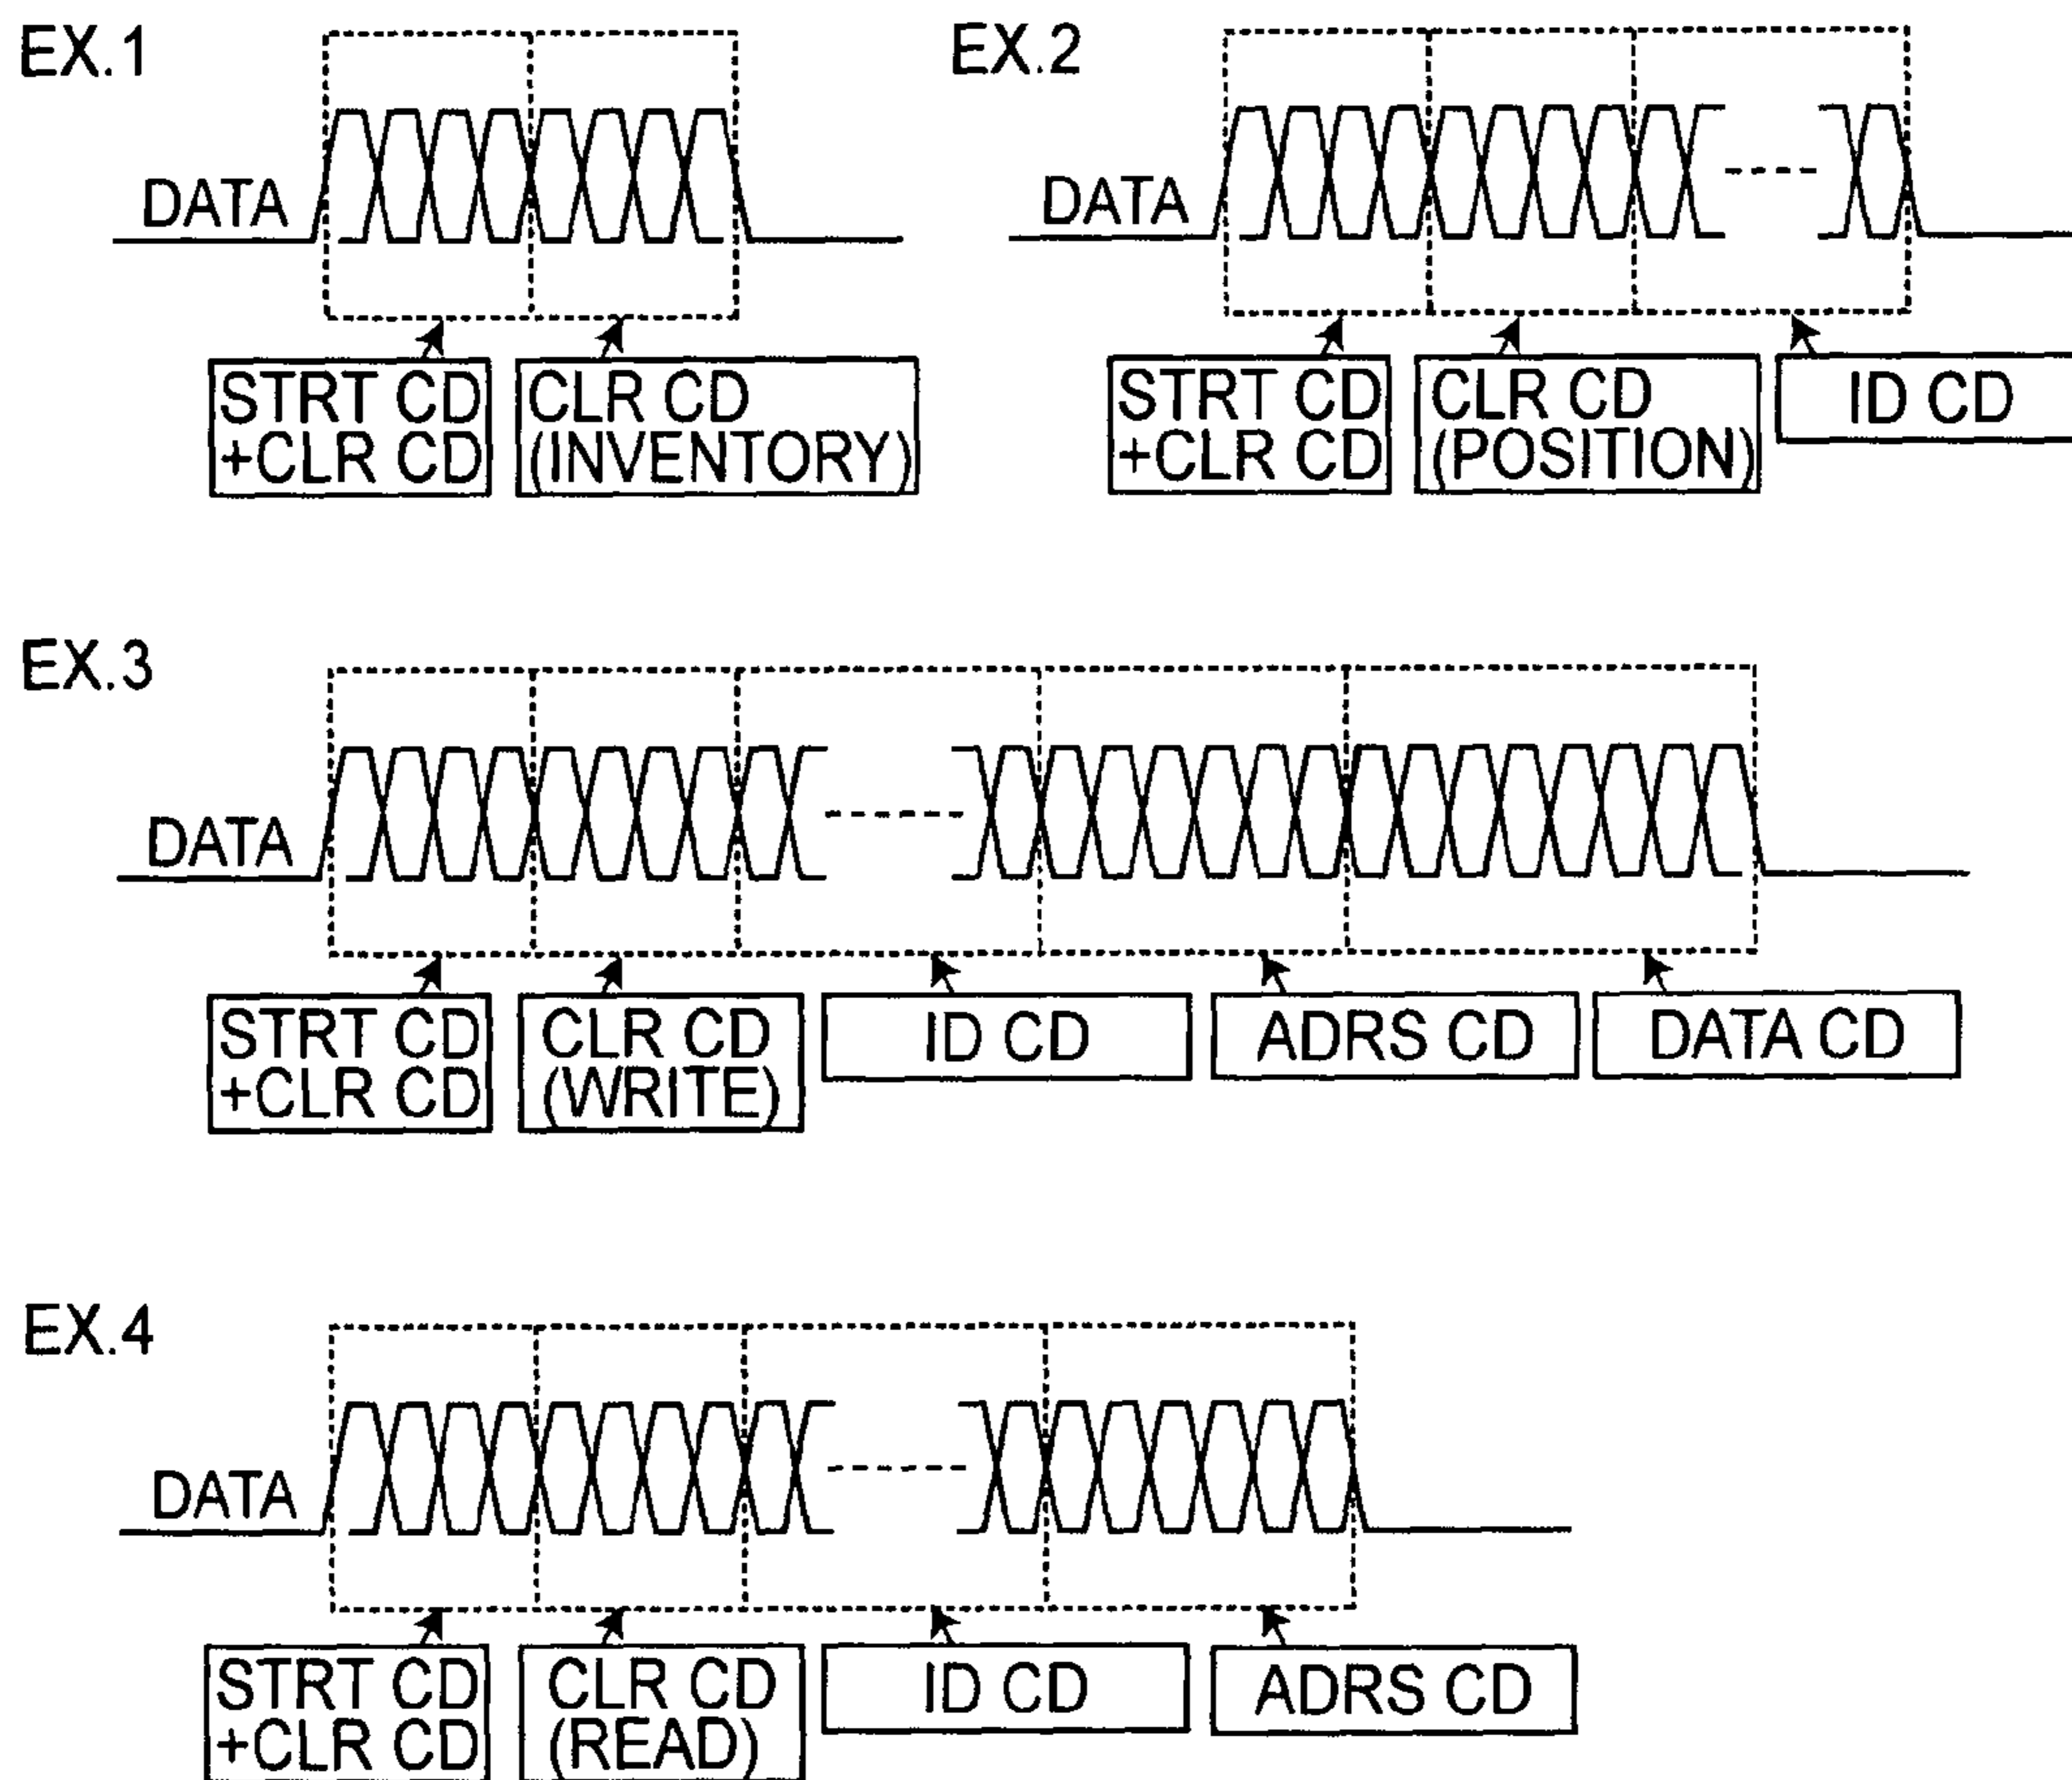 EX.1
DATA
STRT CD
+CLR CD
CLR CD
(INVENTORY)
EX.2
DATA
STRT CD
+CLR CD
CLR CD
(POSITION)
ID CD
EX.3
DATA
STRT CD
+CLR CD
CLR CD
(WRITE)
ID CD
ADRS CD
DATA CD
EX.4
DATA
STRT CD
+CLR CD
CLR CD
(READ)
ID CD
ADRS CD